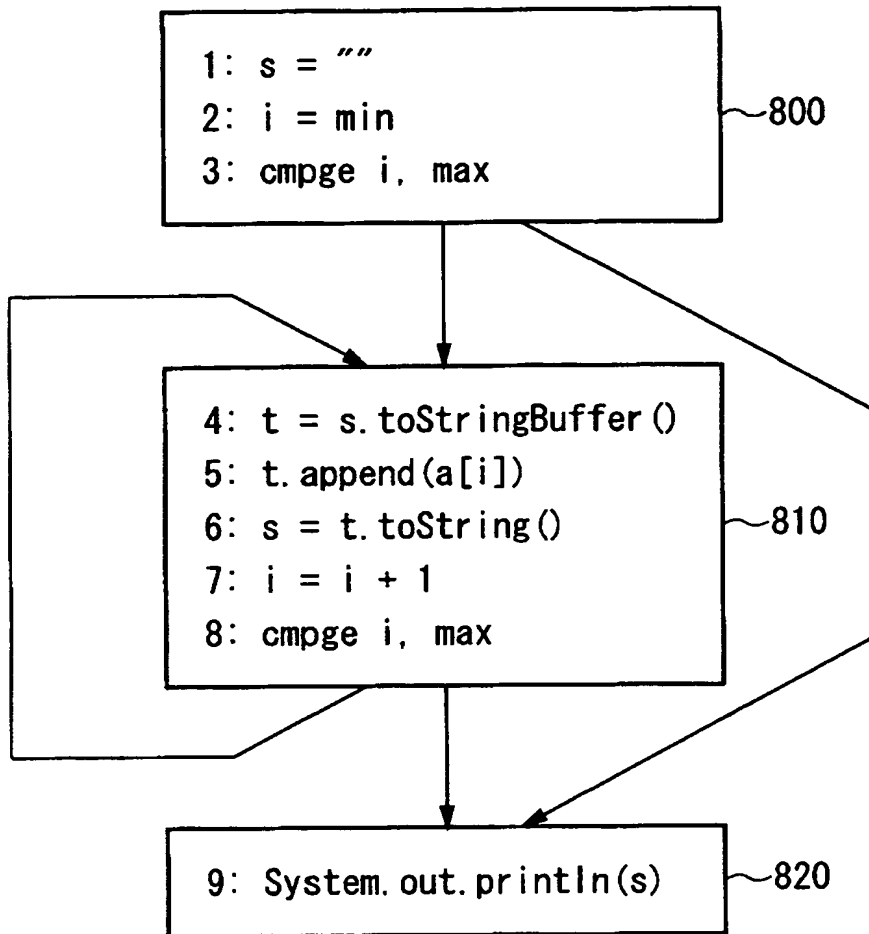 1: s = ""
2: i = min
3: cmpge i, max
800
4: t = s.toStringBuffer()
5: t.append(a[i])
6: s = t.toString()
7: i = i + 1
8: cmpge i, max
810
9: System.out.println(s)
820